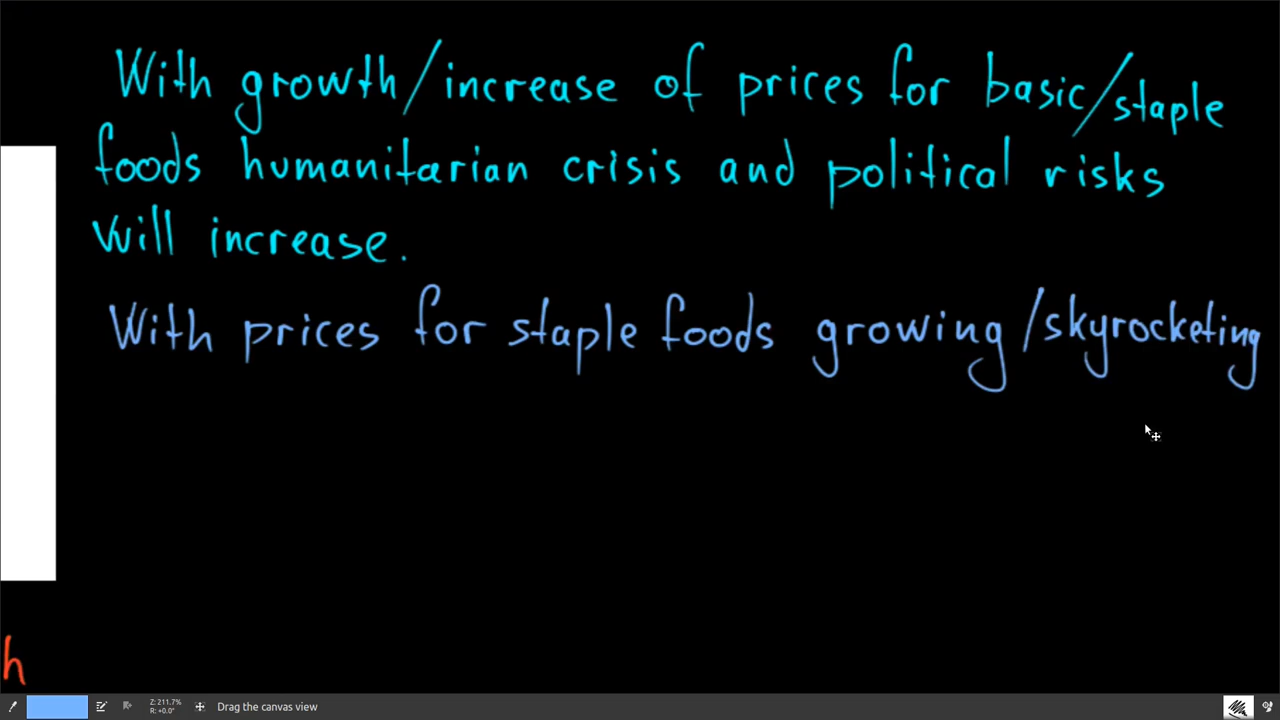 With growth/increase of prices for basic/staple
foods humanitarian crisis and political risks
will increase.
With prices for staple foods growing/skyrocketing
h
Z: 211.7%
R: +0.0°
Drag the canvas view